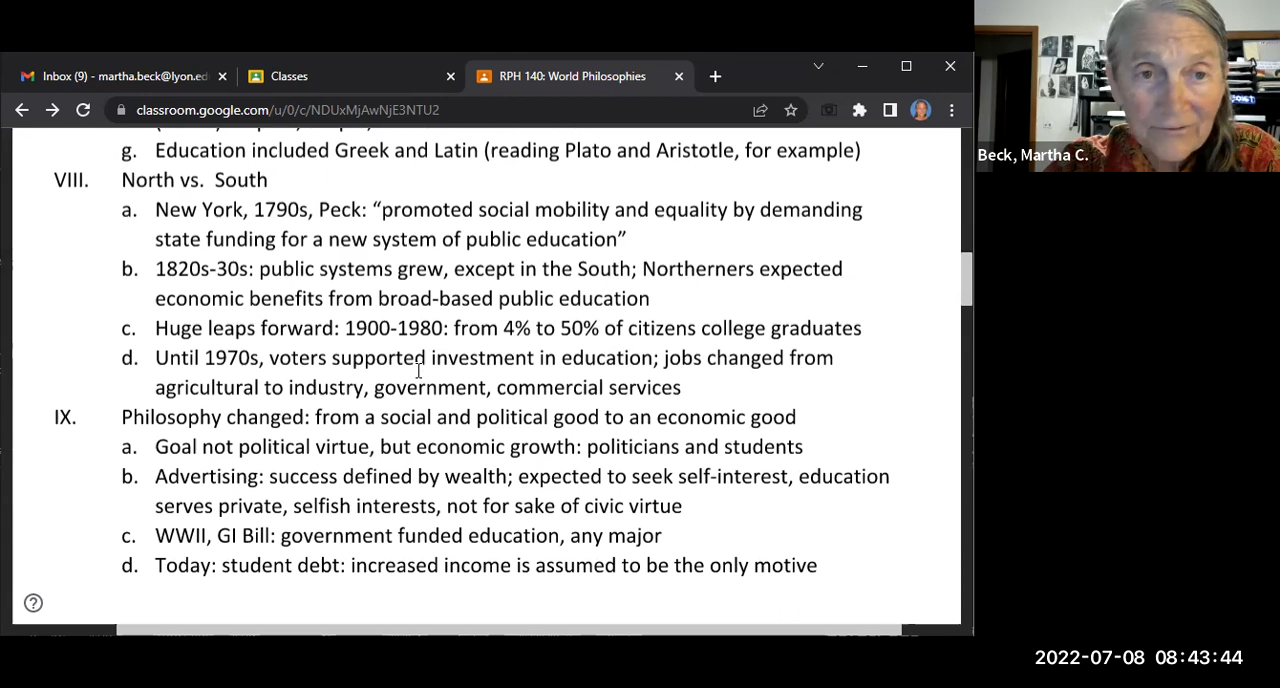 Inbox (9) - martha.beck@lyon.ed
Classes
RPH 140: World Philosophies
classroom.google.com/u/0/c/NDUxMjAwNjE3NTU2
Beck, Martha C.
g. Education included Greek and Latin (reading Plato and Aristotle, for example)
VIII. North vs. South
a. New York, 1790s, Peck: “promoted social mobility and equality by demanding
state funding for a new system of public education”
b. 1820s-30s: public systems grew, except in the South; Northerners expected
economic benefits from broad-based public education
c. Huge leaps forward: 1900-1980: from 4% to 50% of citizens college graduates
d. Until 1970s, voters supported investment in education; jobs changed from
agricultural to industry, government, commercial services
IX. Philosophy changed: from a social and political good to an economic good
a. Goal not political virtue, but economic growth: politicians and students
b. Advertising: success defined by wealth; expected to seek self-interest, education
serves private, selfish interests, not for sake of civic virtue
c. WWII, GI Bill: government funded education, any major
d. Today: student debt: increased income is assumed to be the only motive
2022-07-08 08:43:44